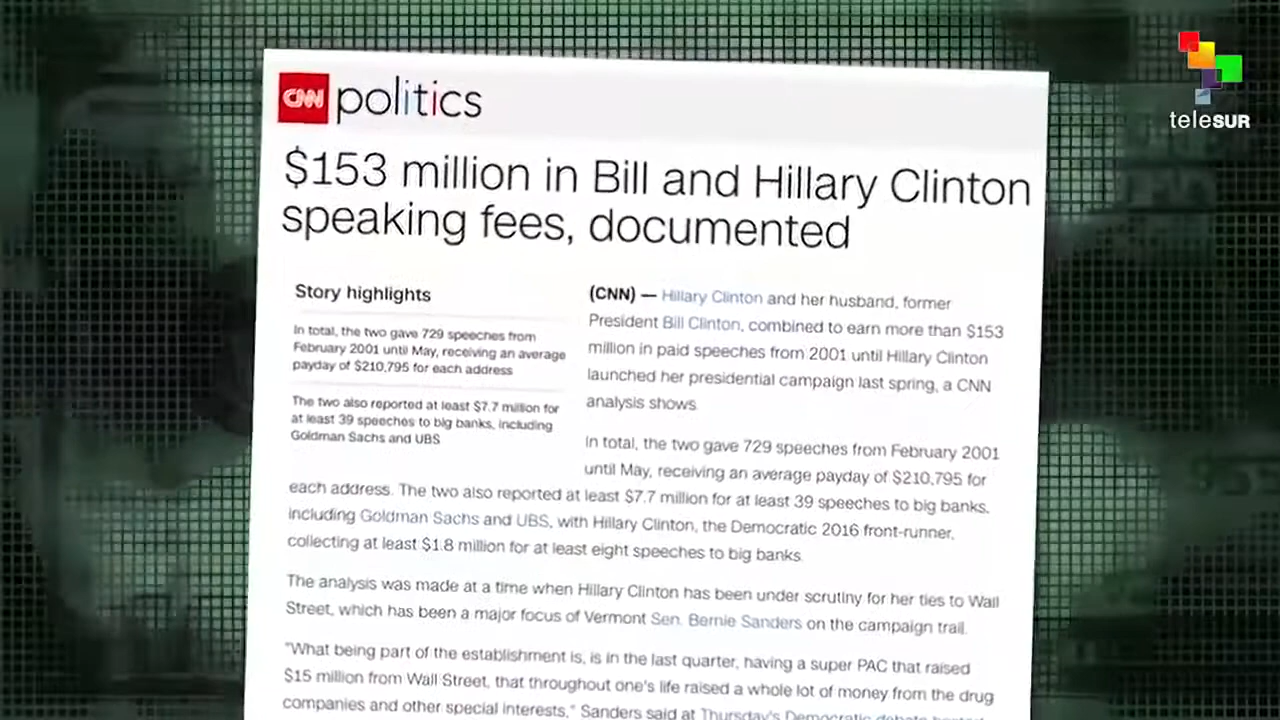 CNN politics
teleSUR
$153 million in Bill and Hillary Clinton
speaking fees, documented
Story highlights
In total, the two gave 729 speeches from
February 2001 until May, receiving an average
payday of $210,795 for each address
The two also reported at least $7.7 million for
at least 39 speeches to big banks, including
Goldman Sachs and UBS
(CNN) — Hillary Clinton and her husband, former
President Bill Clinton, combined to earn more than $153
million in paid speeches from 2001 until Hillary Clinton
launched her presidential campaign last spring, a CNN
analysis shows.
In total, the two gave 729 speeches from February 2001
until May, receiving an average payday of $210,795 for
each address. The two also reported at least $7.7 million for at least 39 speeches to big banks,
including Goldman Sachs and UBS, with Hillary Clinton, the Democratic 2016 front-runner,
collecting at least $1.8 million for at least eight speeches to big banks.
The analysis was made at a time when Hillary Clinton has been under scrutiny for her ties to Wall
Street, which has been a major focus of Vermont Sen. Bernie Sanders on the campaign trail.
"What being part of the establishment is, is in the last quarter, having a super PAC that raised
$15 million from Wall Street, that throughout one's life raised a whole lot of money from the drug
companies and other special interests," Sanders said at Thursday's Democratic debate